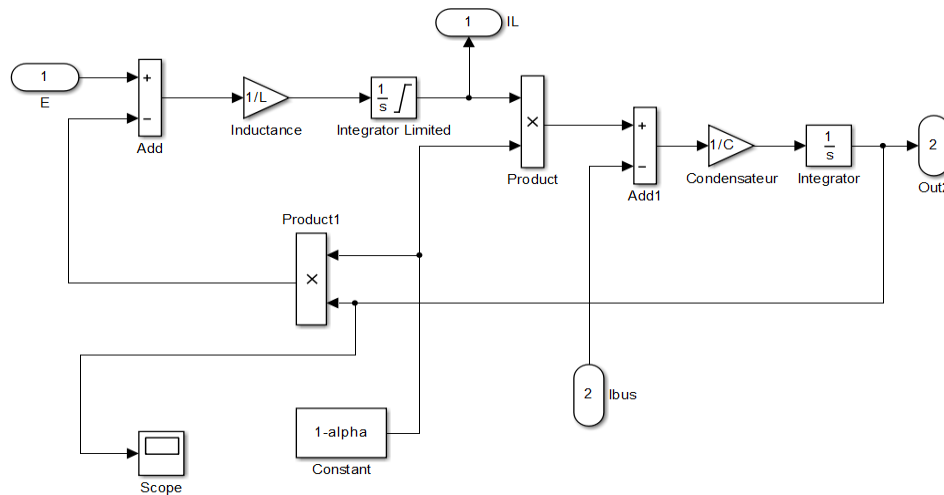 1
IL
1
E
+
−
Add
1/L
Inductance
1
s
Integrator Limited
×
Product
+
−
Add1
1/C
Condensateur
1
s
Integrator
2
Out2
Product1
×
2
Ibus
1-alpha
Constant
Scope